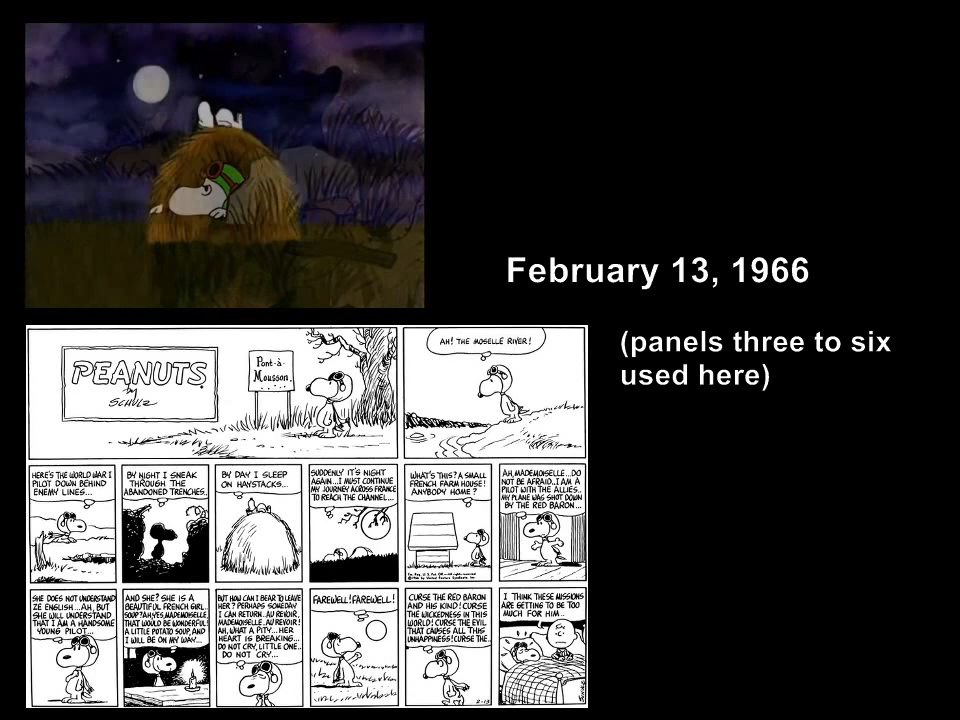 February 13, 1966
(panels three to six
used here)
PEANUTS
by
SCHULZ
Pont-à-
Mousson.
AH! THE MOSELLE RIVER!
HERE'S THE WORLD WAR I
PILOT DOWN BEHIND
ENEMY LINES...
BY NIGHT I SNEAK
THROUGH THE
ABANDONED TRENCHES..
BY DAY I SLEEP
ON HAYSTACKS...
SUDDENLY IT'S NIGHT
AGAIN...I MUST CONTINUE
MY JOURNEY ACROSS FRANCE
TO REACH THE CHANNEL...
WHAT'S THIS? A SMALL
FRENCH FARM HOUSE!
ANYBODY HOME?
AH, MADEMOISELLE...DO
NOT BE AFRAID..I AM A
PILOT WITH THE ALLIES..
MY PLANE WAS SHOT DOWN
BY THE RED BARON...
SHE DOES NOT UNDERSTAND
ZE ENGLISH...AH, BUT
SHE WILL UNDERSTAND
THAT I AM A HANDSOME
YOUNG PILOT...
AND SHE? SHE IS A
BEAUTIFUL FRENCH GIRL..
SOUP? AH, YES, MADEMOISELLE,
THAT WOULD BE WONDERFUL!
A LITTLE POTATO SOUP, AND
I WILL BE ON MY WAY...
BUT HOW CAN I BEAR TO LEAVE
HER? PERHAPS SOMEDAY
I CAN RETURN..AU REVOIR,
MADEMOISELLE..AU REVOIR!
AH, WHAT A PITY...HER
HEART IS BREAKING...
DO NOT CRY, LITTLE ONE..
DO NOT CRY...
FAREWELL! FAREWELL!
CURSE THE RED BARON
AND HIS KIND! CURSE
THE WICKEDNESS IN THIS
WORLD! CURSE THE EVIL
THAT CAUSES ALL THIS
UNHAPPINESS! CURSE THE..
2-13
I THINK THESE MISSIONS
ARE GETTING TO BE TOO
MUCH FOR HIM..